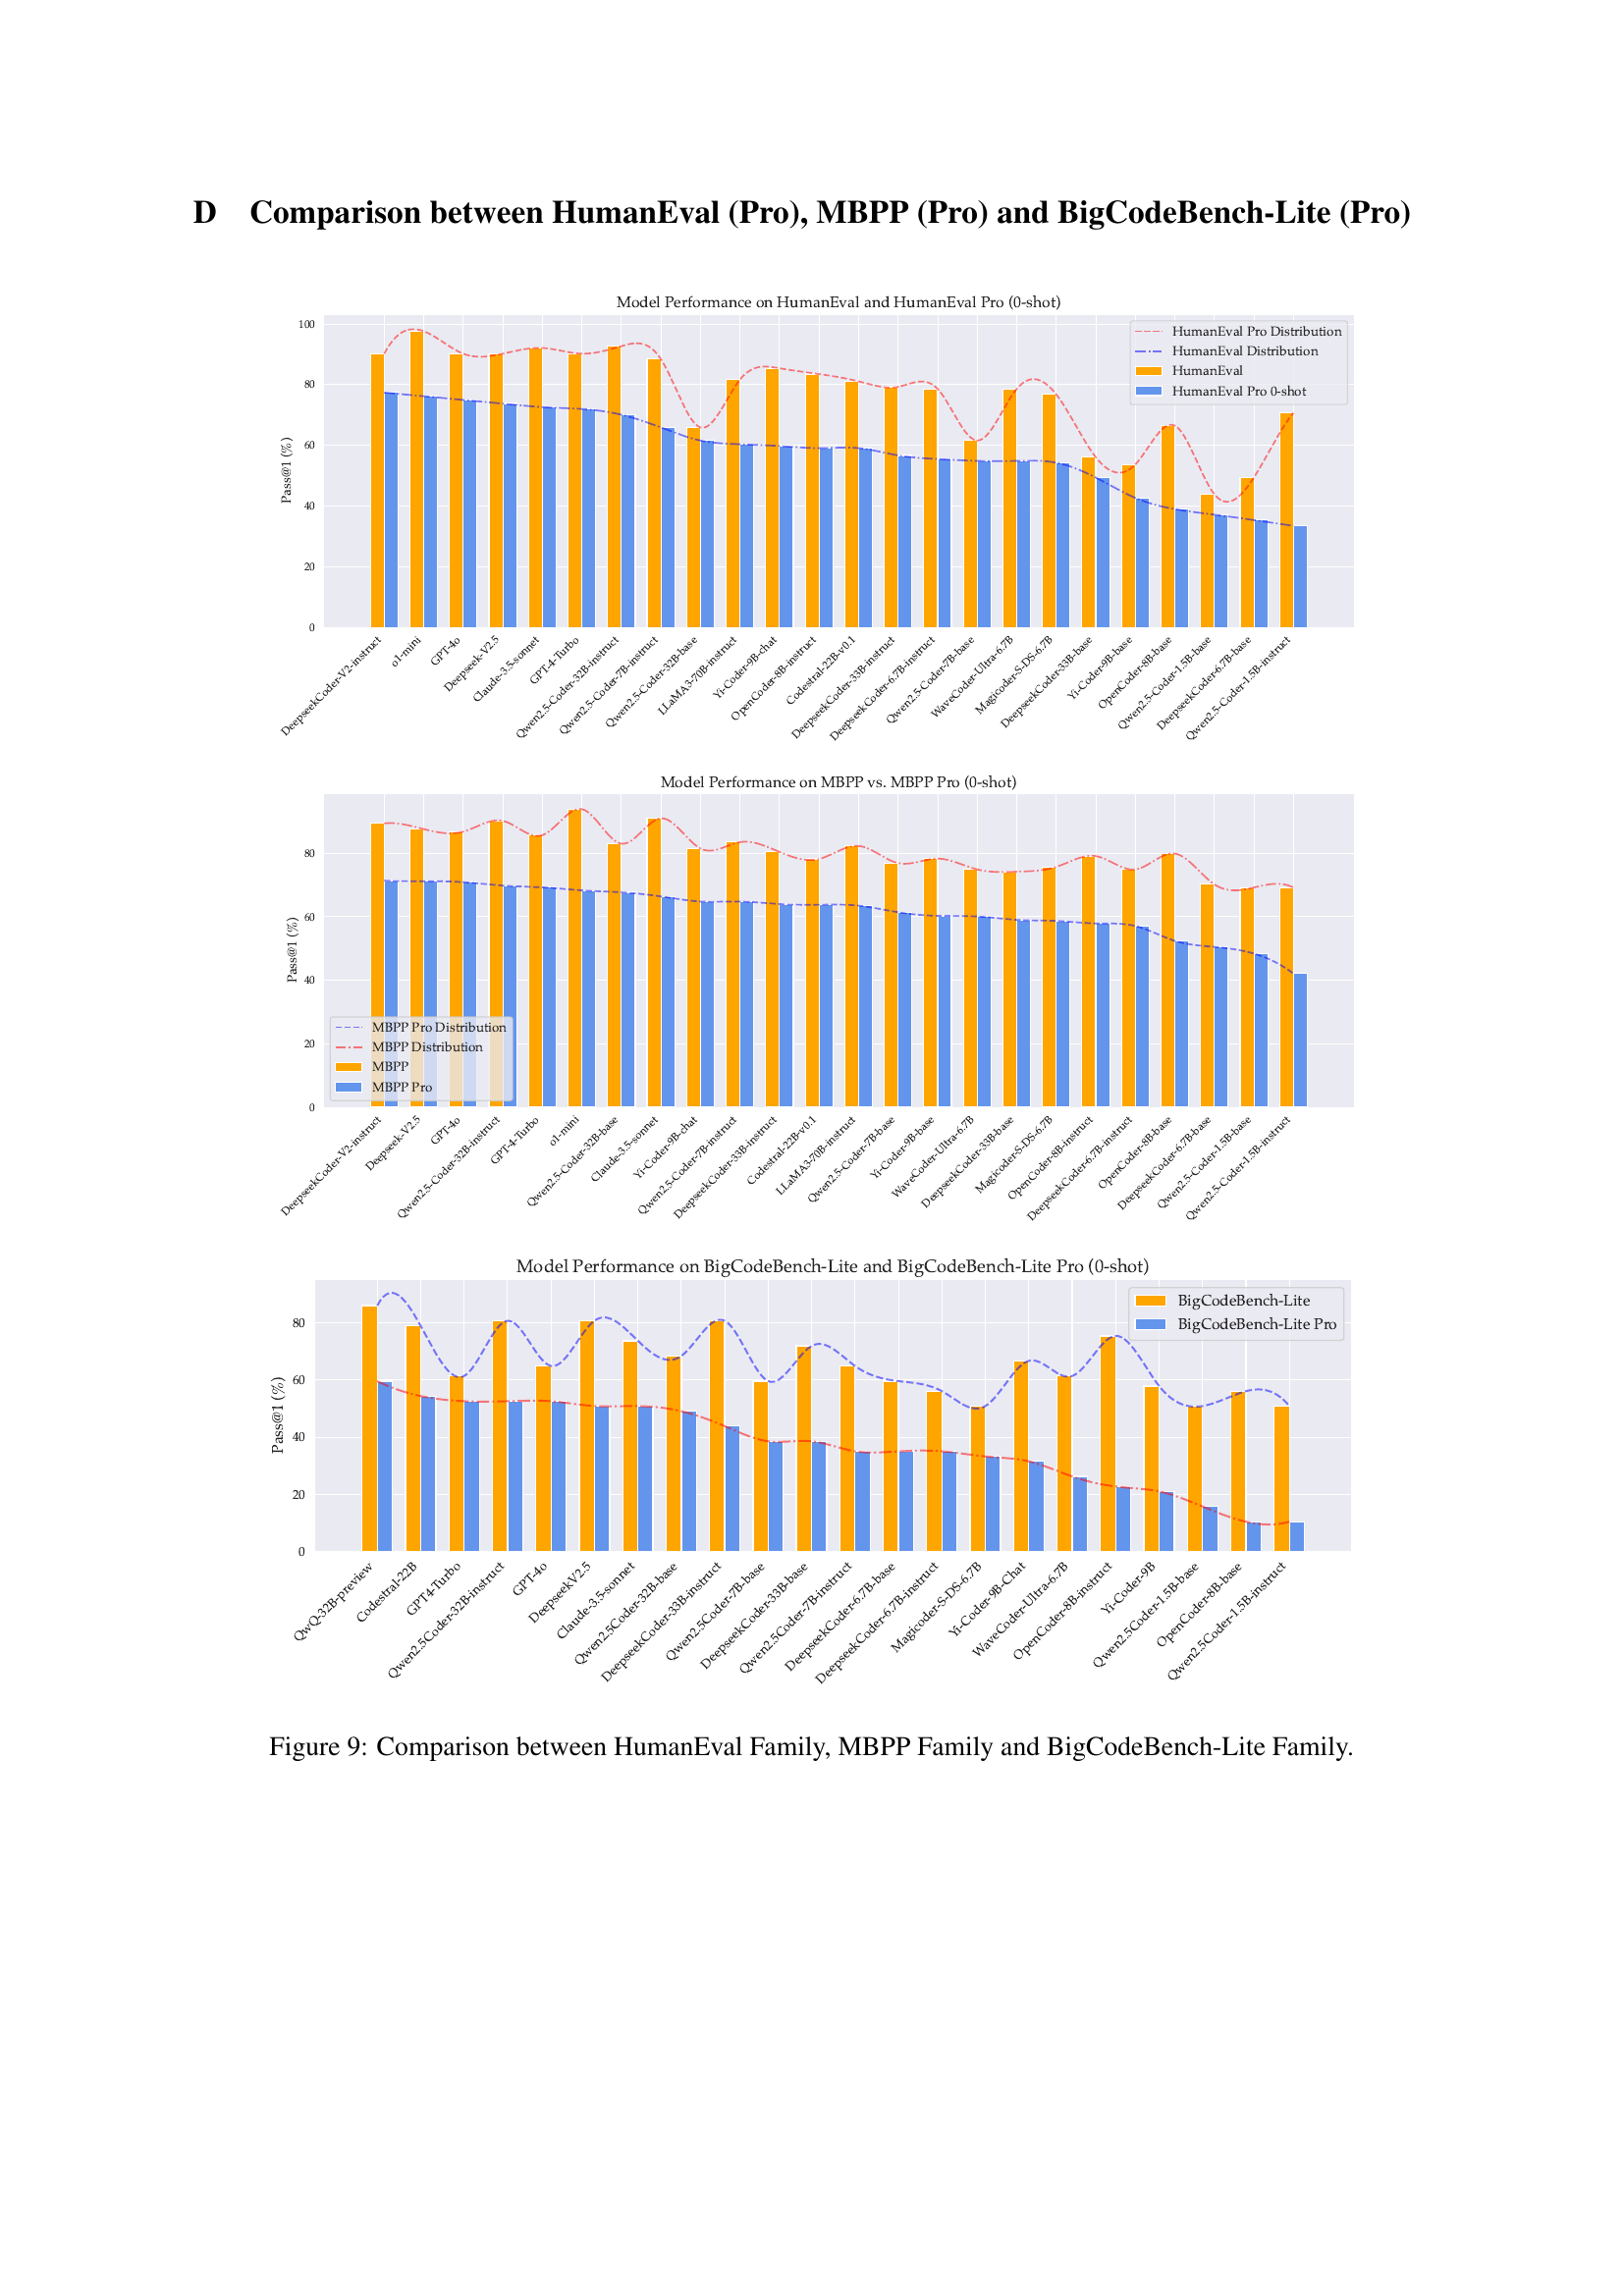 D Comparison between HumanEval (Pro), MBPP (Pro) and BigCodeBench-Lite (Pro)
Model Performance on HumanEval and HumanEval Pro (0-shot)
HumanEval Pro Distribution
HumanEval Distribution
HumanEval
HumanEval Pro 0-shot
Pass@1 (%)
100
80
60
40
20
0
DeepseekCoder-V2-instruct
o1-mini
GPT-4o
Deepseek-V2.5
Claude-3.5-sonnet
GPT-4-Turbo
Qwen2.5-Coder-32B-instruct
Qwen2.5-Coder-7B-instruct
Qwen2.5-Coder-32B-base
LLaMA3-70B-instruct
Yi-Coder-9B-chat
OpenCoder-8B-instruct
Codestral-22B-v0.1
DeepseekCoder-33B-instruct
DeepseekCoder-6.7B-instruct
Qwen2.5-Coder-7B-base
WaveCoder-Ultra-6.7B
Magicoder-S-DS-6.7B
DeepseekCoder-33B-base
Yi-Coder-9B-base
OpenCoder-8B-base
Qwen2.5-Coder-1.5B-base
DeepseekCoder-6.7B-base
Qwen2.5-Coder-1.5B-instruct
Model Performance on MBPP vs. MBPP Pro (0-shot)
Pass@1 (%)
80
60
40
20
0
MBPP Pro Distribution
MBPP Distribution
MBPP
MBPP Pro
DeepseekCoder-V2-instruct
Deepseek-V2.5
GPT-4o
Qwen2.5-Coder-32B-instruct
GPT-4-Turbo
o1-mini
Qwen2.5-Coder-32B-base
Claude-3.5-sonnet
Yi-Coder-9B-chat
Qwen2.5-Coder-7B-instruct
DeepseekCoder-33B-instruct
Codestral-22B-v0.1
LLaMA3-70B-instruct
Qwen2.5-Coder-7B-base
Yi-Coder-9B-base
WaveCoder-Ultra-6.7B
DeepseekCoder-33B-base
Magicoder-S-DS-6.7B
OpenCoder-8B-instruct
DeepseekCoder-6.7B-instruct
OpenCoder-8B-base
DeepseekCoder-6.7B-base
Qwen2.5-Coder-1.5B-base
Qwen2.5-Coder-1.5B-instruct
Model Performance on BigCodeBench-Lite and BigCodeBench-Lite Pro (0-shot)
BigCodeBench-Lite
BigCodeBench-Lite Pro
Pass@1 (%)
80
60
40
20
0
QwQ-32B-preview
Codestral-22B
GPT4-Turbo
Qwen2.5Coder-32B-instruct
GPT-4o
DeepseekV2.5
Claude-3.5-sonnet
Qwen2.5Coder-32B-base
DeepseekCoder-33B-instruct
Qwen2.5Coder-7B-base
DeepseekCoder-33B-base
Qwen2.5Coder-7B-instruct
DeepseekCoder-6.7B-base
DeepseekCoder-6.7B-instruct
Magicoder-S-DS-6.7B
Yi-Coder-9B-Chat
WaveCoder-Ultra-6.7B
OpenCoder-8B-instruct
Yi-Coder-9B
Qwen2.5Coder-1.5B-base
OpenCoder-8B-base
Qwen2.5Coder-1.5B-instruct
Figure 9: Comparison between HumanEval Family, MBPP Family and BigCodeBench-Lite Family.